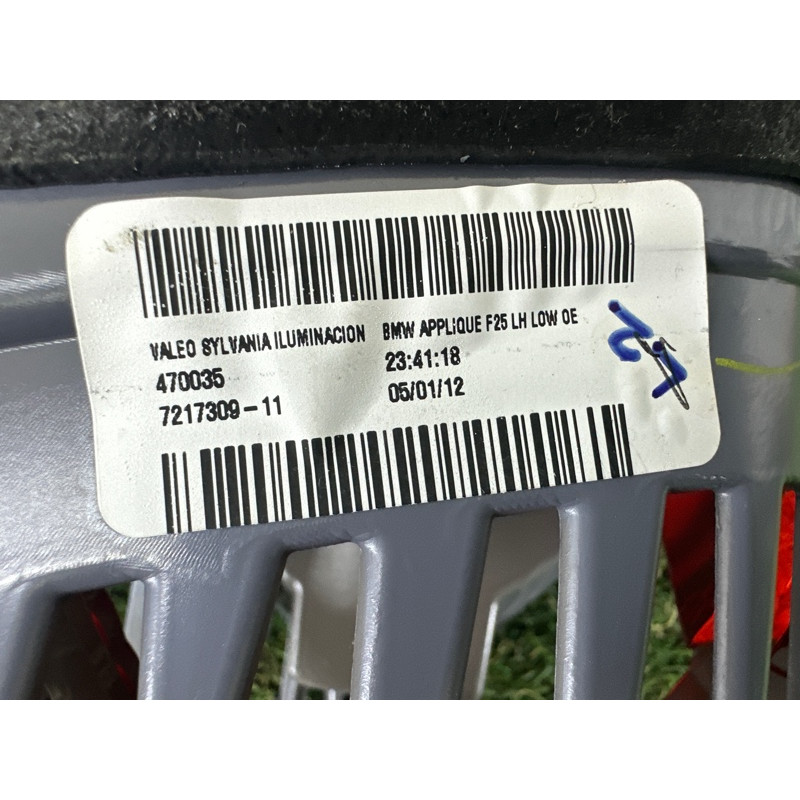 VALEO SYLVANIA ILUMINACION BMW APPLiQUE F25 LH LOW OE
470035 23:41:18
7217309-11 05/01/12